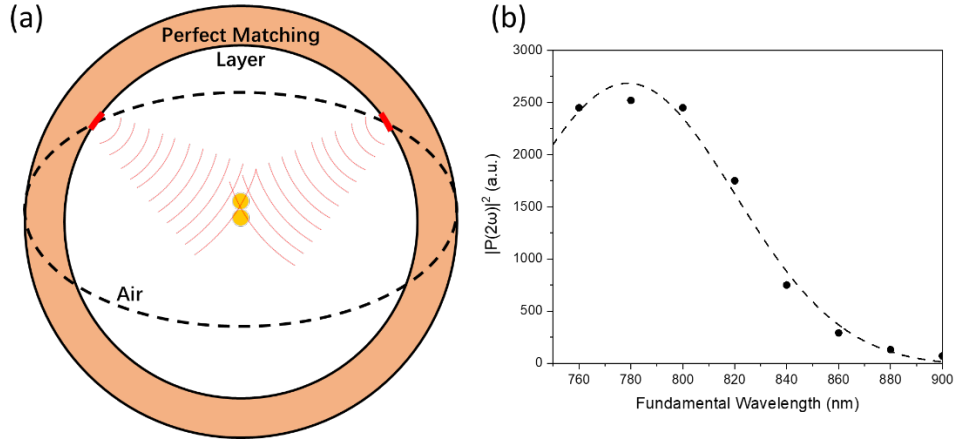 (a)
Perfect Matching
Layer
Air
(b)
3000
2500
2000
1500
1000
500
0
|P(2ω)|² (a.u.)
760 780 800 820 840 860 880 900
Fundamental Wavelength (nm)